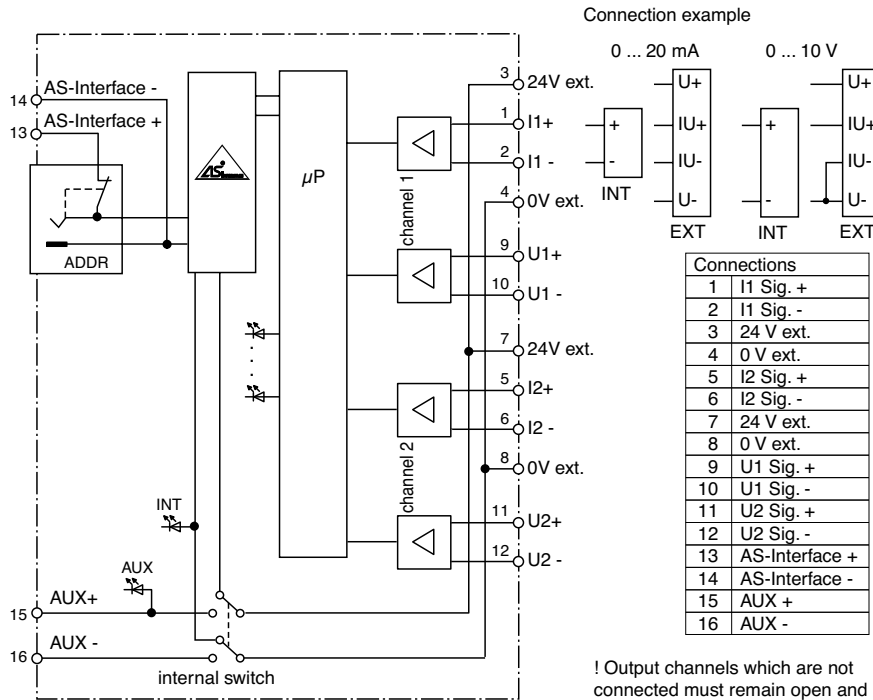 Connection example
0 ... 20 mA
0 ... 10 V
14
AS-Interface -
13
AS-Interface +
ADDR
AS
Interface
µP
channel 1
channel 2
3
24V ext.
1
I1+
2
I1 -
4
0V ext.
9
U1+
10
U1 -
7
24V ext.
5
I2+
6
I2 -
8
0V ext.
11
U2+
12
U2 -
INT
AUX
15
AUX+
16
AUX -
internal switch
+
-
INT
U+
IU+
IU-
U-
EXT
+
-
INT
U+
IU+
IU-
U-
EXT
Connections
1 I1 Sig. +
2 I1 Sig. -
3 24 V ext.
4 0 V ext.
5 I2 Sig. +
6 I2 Sig. -
7 24 V ext.
8 0 V ext.
9 U1 Sig. +
10 U1 Sig. -
11 U2 Sig. +
12 U2 Sig. -
13 AS-Interface +
14 AS-Interface -
15 AUX +
16 AUX -
! Output channels which are not
connected must remain open and